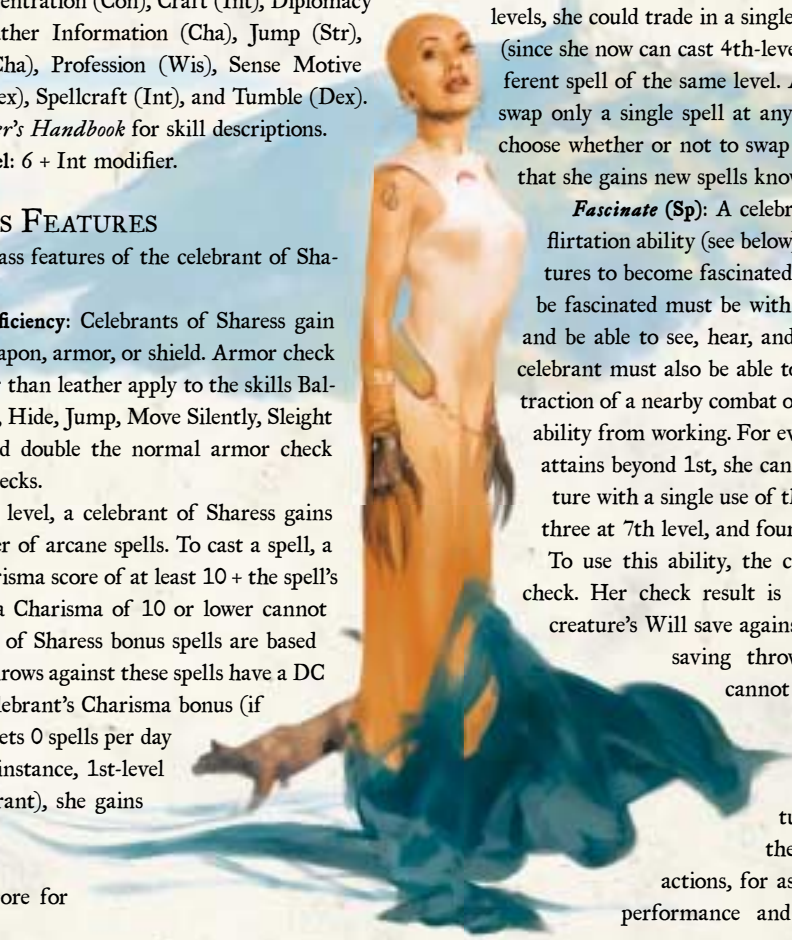 entration (Con), Craft (Int), Diplomacy
ather Information (Cha), Jump (Str),
Cha), Profession (Wis), Sense Motive
ex), Spellcraft (Int), and Tumble (Dex).
er's Handbook for skill descriptions.
el: 6 + Int modifier.
S FEATURES
ass features of the celebrant of Sha-
ficiency: Celebrants of Sharess gain
apon, armor, or shield. Armor check
r than leather apply to the skills Bal-
, Hide, Jump, Move Silently, Sleight
d double the normal armor check
ecks.
level, a celebrant of Sharess gains
er of arcane spells. To cast a spell, a
risma score of at least 10 + the spell's
a Charisma of 10 or lower cannot
of Sharess bonus spells are based
hrows against these spells have a DC
lebrant's Charisma bonus (if
ets 0 spells per day
instance, 1st-level
rant), she gains
ore for
levels, she could trade in a single
(since she now can cast 4th-leve
ferent spell of the same level. A
swap only a single spell at any
choose whether or not to swap
that she gains new spells know
Fascinate (Sp): A celebr
flirtation ability (see below)
tures to become fascinated
be fascinated must be with
and be able to see, hear, and
celebrant must also be able to
traction of a nearby combat o
ability from working. For ev
attains beyond 1st, she can
ture with a single use of th
three at 7th level, and four
To use this ability, the c
check. Her check result is
creature's Will save agains
saving throw
cannot
tu
the
actions, for as
performance and